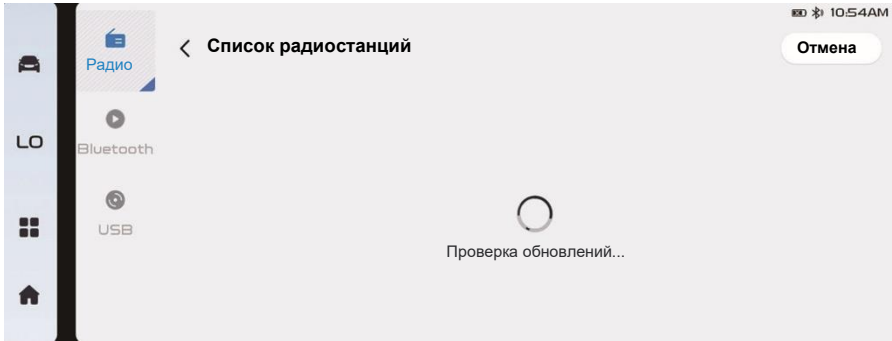 10:54AM
Радио
Список радиостанций
Отмена
LO
Bluetooth
USB
Проверка обновлений...